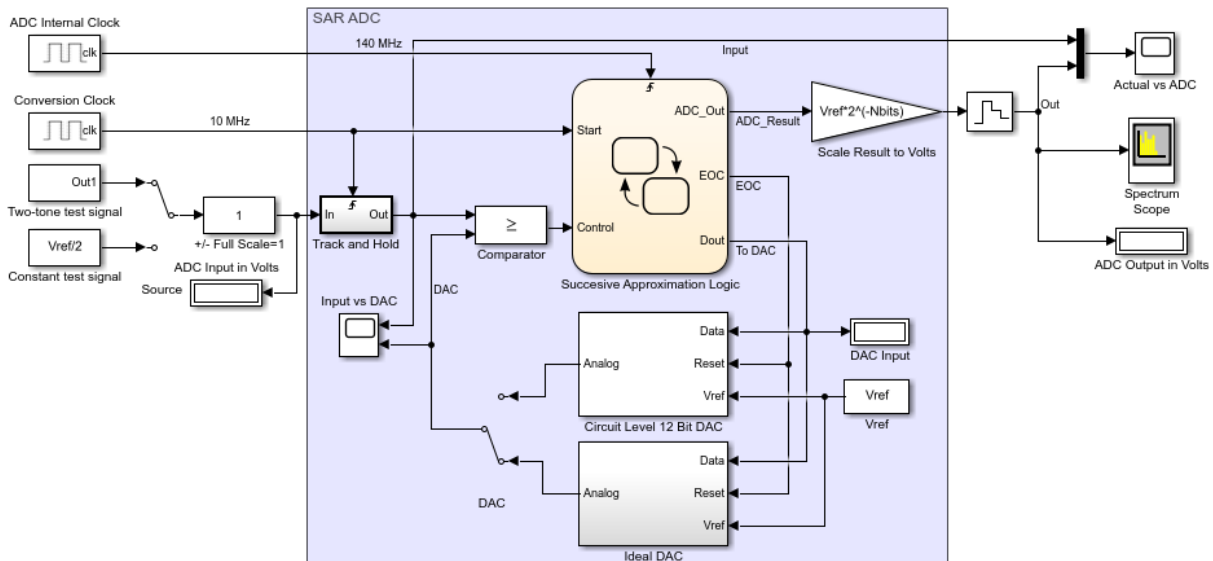 SAR ADC
ADC Internal Clock
clk
140 MHz
Input
Conversion Clock
clk
10 MHz
Start
ADC_Out
ADC_Result
Vref*2^(-Nbits)
Scale Result to Volts
Out
Actual vs ADC
Out1
Two-tone test signal
1
+/- Full Scale=1
In
Out
Track and Hold
≥
Comparator
Control
EOC
EOC
Dout
To DAC
Succesive Approximation Logic
Spectrum
Scope
ADC Output in Volts
Vref/2
Constant test signal
ADC Input in Volts
Source
Input vs DAC
DAC
Data
Analog
Reset
Vref
Circuit Level 12 Bit DAC
DAC Input
Vref
Vref
Data
Analog
Reset
Vref
Ideal DAC
DAC